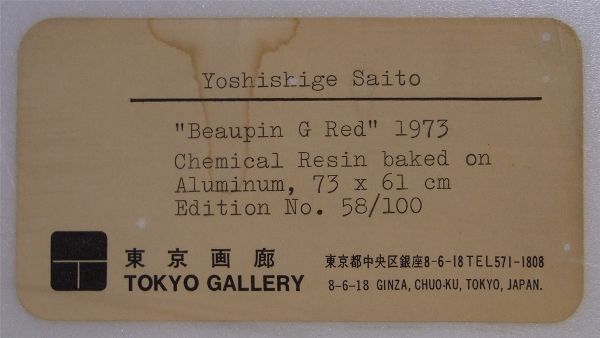 Yoshishige Saito
"Beaupin G Red" 1973
Chemical Resin baked on
Aluminum, 73 x 61 cm
Edition No. 58/100
東京画廊
TOKYO GALLERY
東京都中央区銀座8-6-18TEL571-1808
8-6-18 GINZA, CHUO-KU, TOKYO, JAPAN.